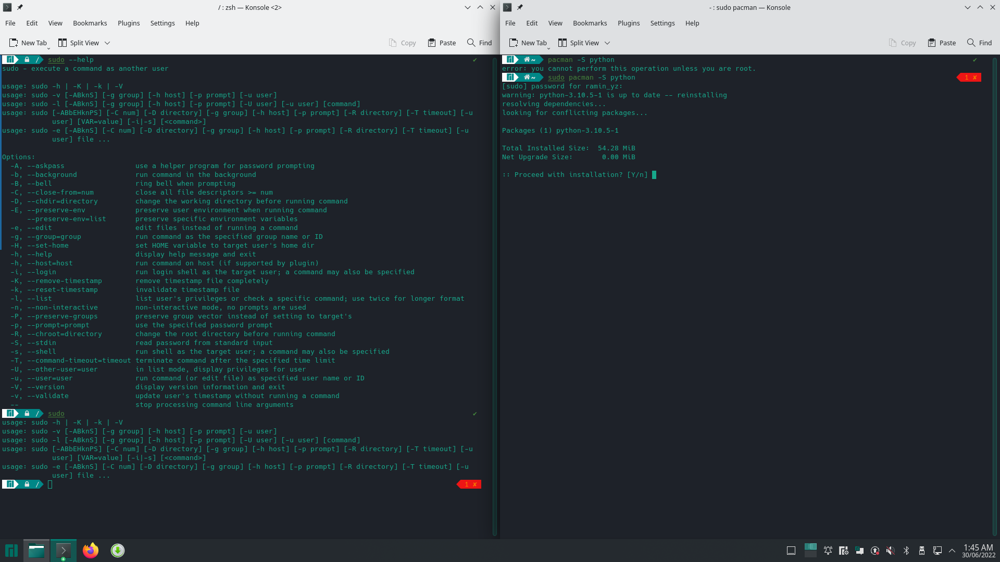 / : zsh — Konsole <2>
File Edit View Bookmarks Plugins Settings Help
New Tab Split View Copy Paste Find
/ sudo --help ✔
sudo - execute a command as another user
usage: sudo -h | -K | -k | -V
usage: sudo -v [-ABknS] [-g group] [-h host] [-p prompt] [-u user]
usage: sudo -l [-ABknS] [-g group] [-h host] [-p prompt] [-U user] [-u user] [command]
usage: sudo [-ABbEHknPS] [-C num] [-D directory] [-g group] [-h host] [-p prompt] [-R directory] [-T timeout] [-u
user] [VAR=value] [-i|-s] [<command>]
usage: sudo -e [-ABknS] [-C num] [-D directory] [-g group] [-h host] [-p prompt] [-R directory] [-T timeout] [-u
user] file ...
Options:
-A, --askpass use a helper program for password prompting
-b, --background run command in the background
-B, --bell ring bell when prompting
-C, --close-from=num close all file descriptors >= num
-D, --chdir=directory change the working directory before running command
-E, --preserve-env preserve user environment when running command
--preserve-env=list preserve specific environment variables
-e, --edit edit files instead of running a command
-g, --group=group run command as the specified group name or ID
-H, --set-home set HOME variable to target user's home dir
-h, --help display help message and exit
-h, --host=host run command on host (if supported by plugin)
-i, --login run login shell as the target user; a command may also be specified
-K, --remove-timestamp remove timestamp file completely
-k, --reset-timestamp invalidate timestamp file
-l, --list list user's privileges or check a specific command; use twice for longer format
-n, --non-interactive non-interactive mode, no prompts are used
-P, --preserve-groups preserve group vector instead of setting to target's
-p, --prompt=prompt use the specified password prompt
-R, --chroot=directory change the root directory before running command
-S, --stdin read password from standard input
-s, --shell run shell as the target user; a command may also be specified
-T, --command-timeout=timeout terminate command after the specified time limit
-U, --other-user=user in list mode, display privileges for user
-u, --user=user run command (or edit file) as specified user name or ID
-V, --version display version information and exit
-v, --validate update user's timestamp without running a command
-- stop processing command line arguments
/ sudo ✔
usage: sudo -h | -K | -k | -V
usage: sudo -v [-ABknS] [-g group] [-h host] [-p prompt] [-u user]
usage: sudo -l [-ABknS] [-g group] [-h host] [-p prompt] [-U user] [-u user] [command]
usage: sudo [-ABbEHknPS] [-C num] [-D directory] [-g group] [-h host] [-p prompt] [-R directory] [-T timeout] [-u
user] [VAR=value] [-i|-s] [<command>]
usage: sudo -e [-ABknS] [-C num] [-D directory] [-g group] [-h host] [-p prompt] [-R directory] [-T timeout] [-u
user] file ...
/ 1 ✘
- : sudo pacman — Konsole
File Edit View Bookmarks Plugins Settings Help
New Tab Split View Copy Paste Find
~ pacman -S python ✔
error: you cannot perform this operation unless you are root.
~ sudo pacman -S python 1 ✘
[sudo] password for ramin_yz:
warning: python-3.10.5-1 is up to date -- reinstalling
resolving dependencies...
looking for conflicting packages...
Packages (1) python-3.10.5-1
Total Installed Size: 54.28 MiB
Net Upgrade Size: 0.00 MiB
:: Proceed with installation? [Y/n]
1:45 AM
30/06/2022